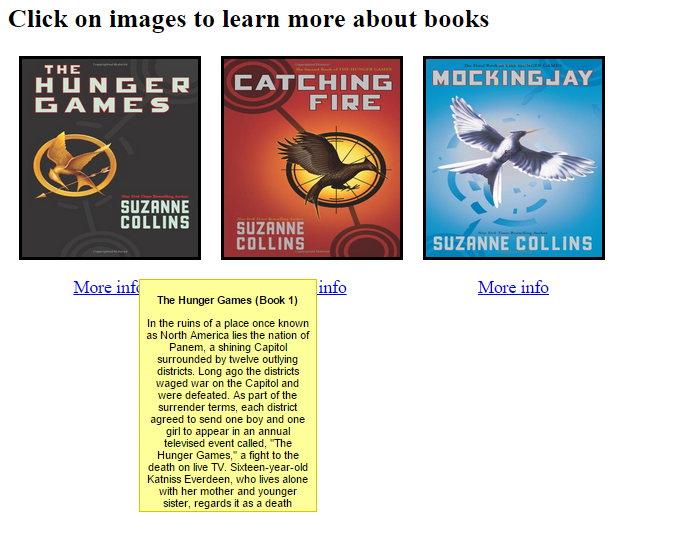 Click on images to learn more about books
THE
HUNGER
GAMES
New York Times Bestselling Author
SUZANNE
COLLINS
CATCHING
FIRE
SUZANNE
COLLINS
MOCKINGJAY
SUZANNE COLLINS
More info
info
More info
The Hunger Games (Book 1)
In the ruins of a place once known
as North America lies the nation of
Panem, a shining Capitol
surrounded by twelve outlying
districts. Long ago the districts
waged war on the Capitol and
were defeated. As part of the
surrender terms, each district
agreed to send one boy and one
girl to appear in an annual
televised event called, "The
Hunger Games," a fight to the
death on live TV. Sixteen-year-old
Katniss Everdeen, who lives alone
with her mother and younger
sister, regards it as a death